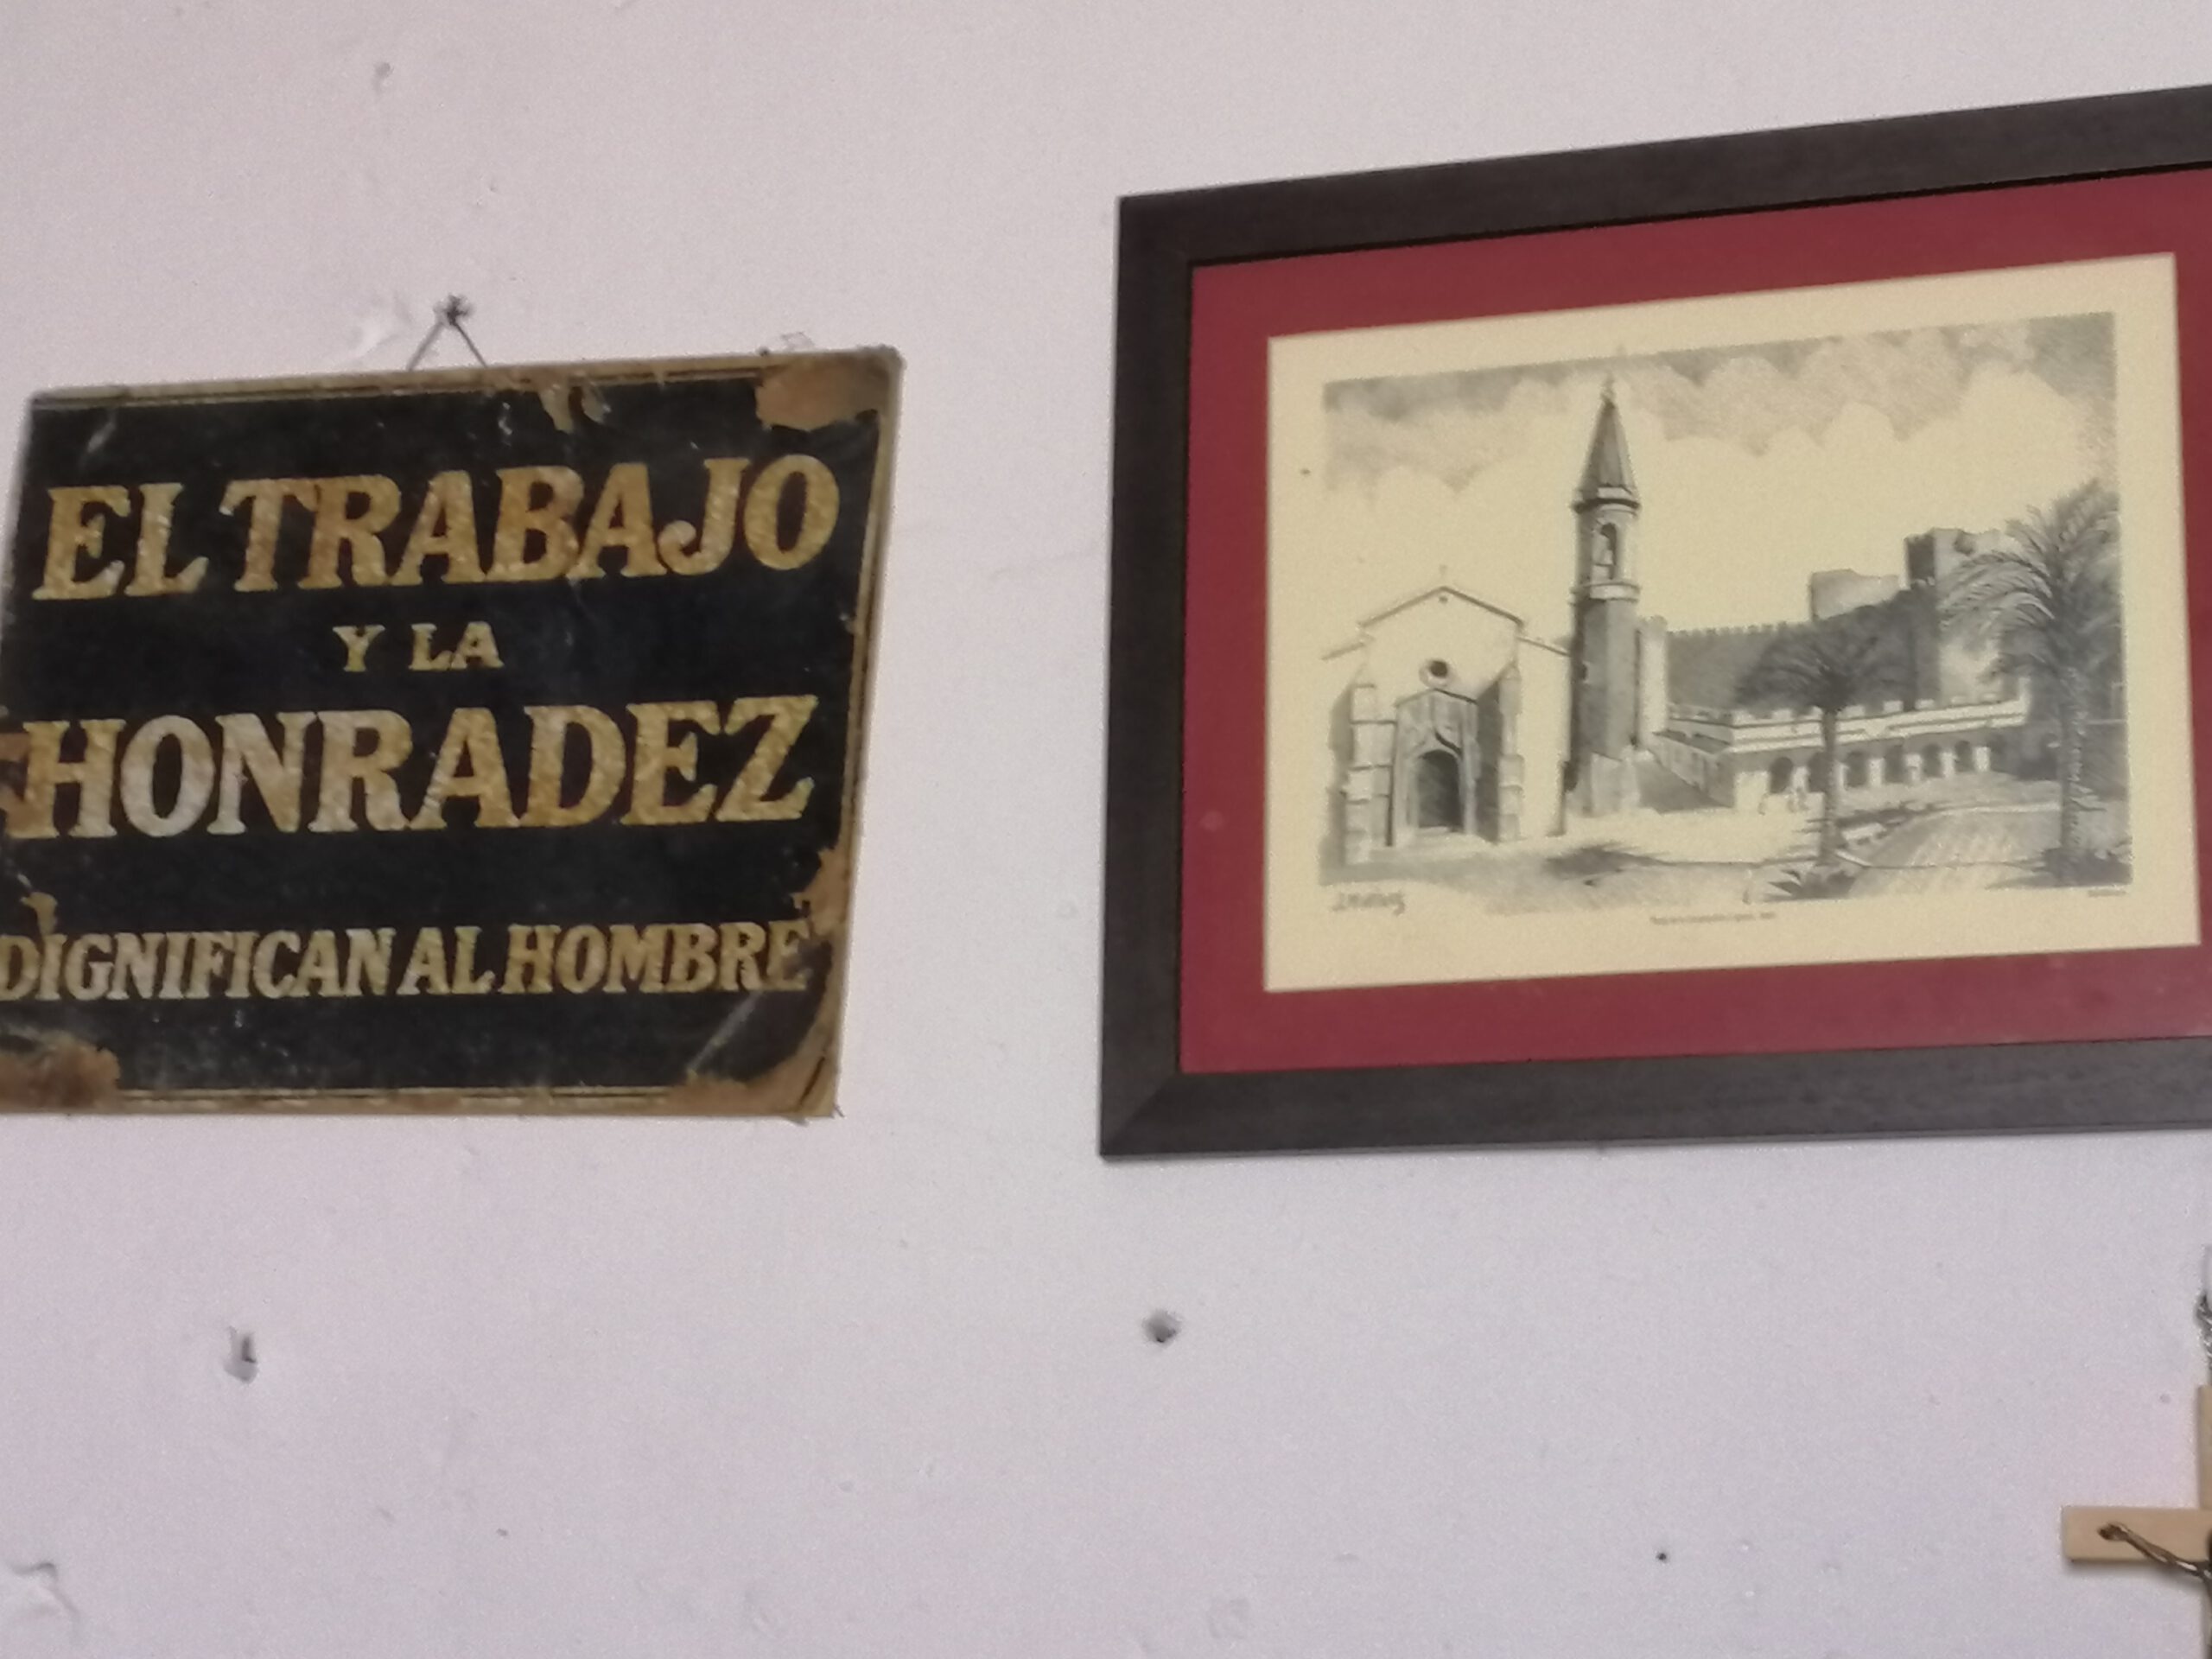 EL TRABAJO
Y LA
HONRADEZ
DIGNIFICAN AL HOMBRE